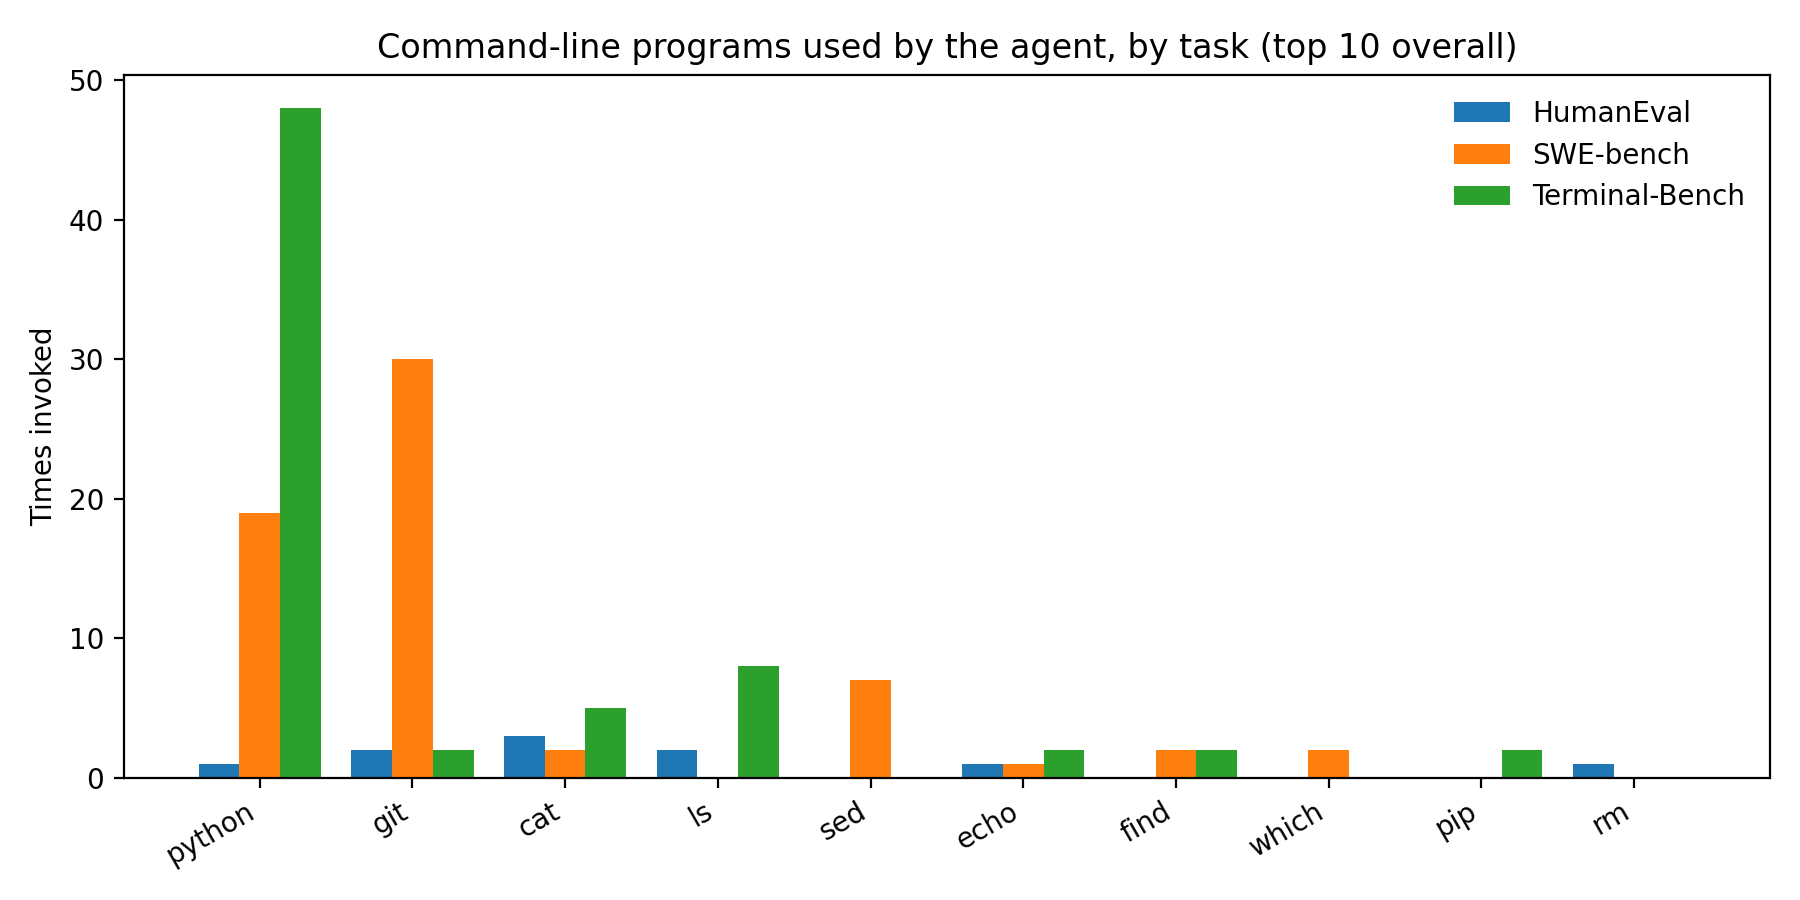 Command-line programs used by the agent, by task (top 10 overall)
HumanEval
SWE-bench
Terminal-Bench
Times invoked
50
40
30
20
10
0
python
git
cat
ls
sed
echo
find
which
pip
rm